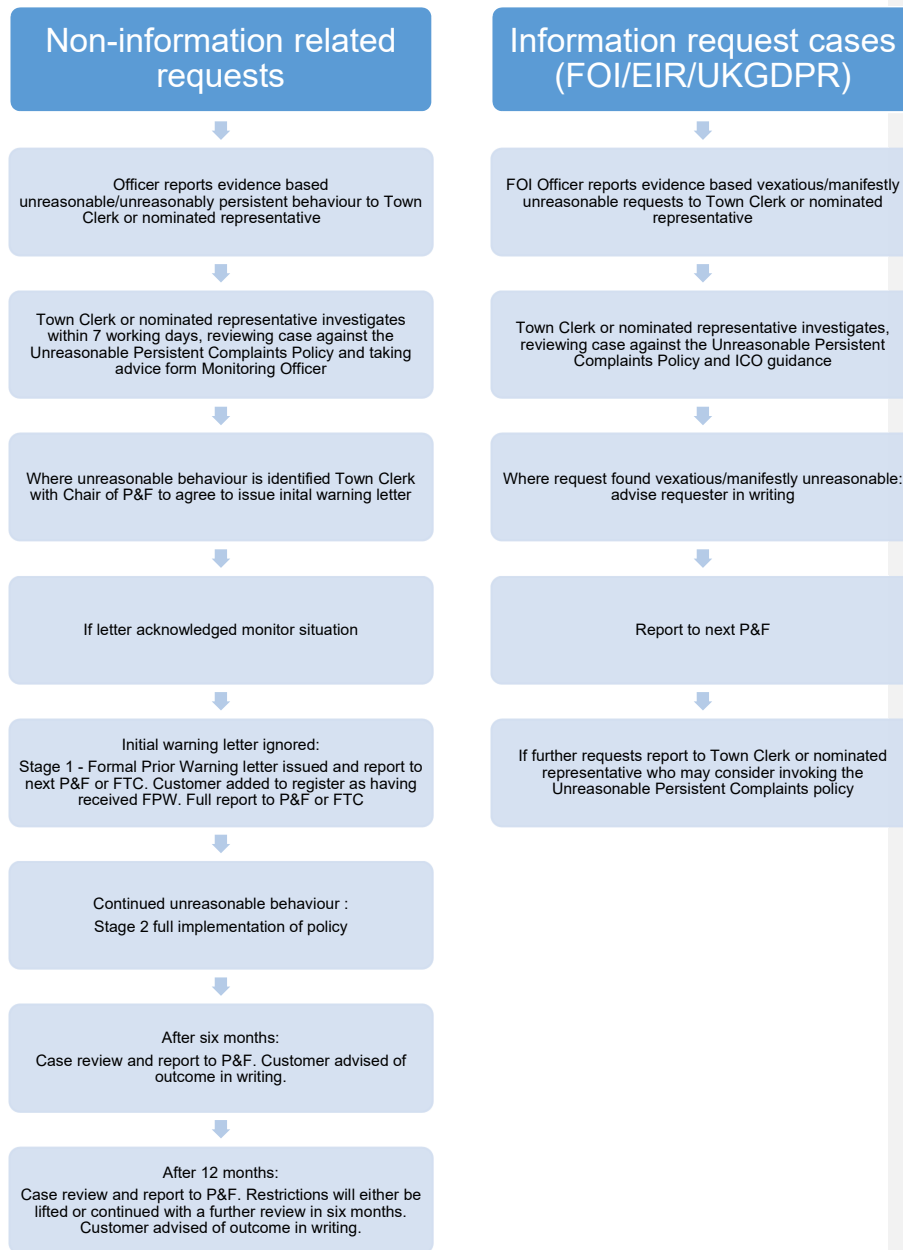 Non-information related
requests
Officer reports evidence based
unreasonable/unreasonably persistent behaviour to Town
Clerk or nominated representative
Town Clerk or nominated representative investigates
within 7 working days, reviewing case against the
Unreasonable Persistent Complaints Policy and taking
advice form Monitoring Officer
Where unreasonable behaviour is identified Town Clerk
with Chair of P&F to agree to issue inital warning letter
If letter acknowledged monitor situation
Initial warning letter ignored:
Stage 1 - Formal Prior Warning letter issued and report to
next P&F or FTC. Customer added to register as having
received FPW. Full report to P&F or FTC
Continued unreasonable behaviour :
Stage 2 full implementation of policy
After six months:
Case review and report to P&F. Customer advised of
outcome in writing.
After 12 months:
Case review and report to P&F. Restrictions will either be
lifted or continued with a further review in six months.
Customer advised of outcome in writing.
Information request cases
(FOI/EIR/UKGDPR)
FOI Officer reports evidence based vexatious/manifestly
unreasonable requests to Town Clerk or nominated
representative
Town Clerk or nominated representative investigates,
reviewing case against the Unreasonable Persistent
Complaints Policy and ICO guidance
Where request found vexatious/manifestly unreasonable:
advise requester in writing
Report to next P&F
If further requests report to Town Clerk or nominated
representative who may consider invoking the
Unreasonable Persistent Complaints policy